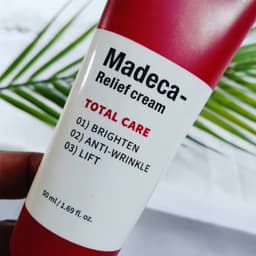 Madeca-
Relief cream
TOTAL CARE
01) BRIGHTEN
02) ANTI-WRINKLE
03) LIFT
50 ml / 1.69 fl. oz.